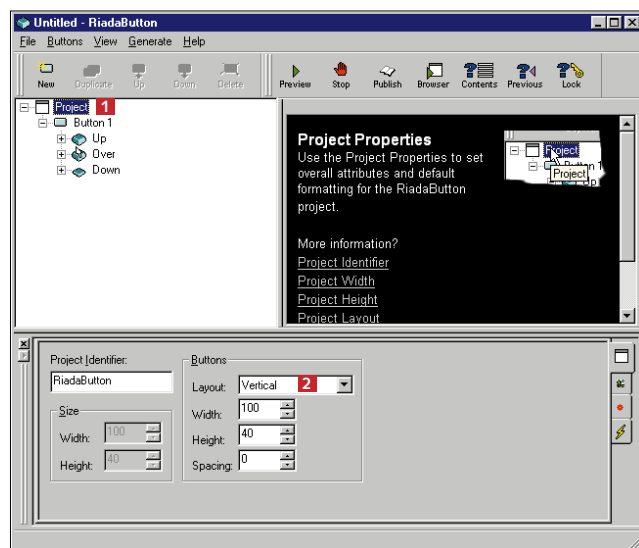 Untitled - RiadaButton
File Buttons View Generate Help
New Duplicate Up Down Delete Preview Stop Publish Browser Contents Previous Lock
Project 1
Button 1
Up
Over
Down
Project Properties
Use the Project Properties to set
overall attributes and default
formatting for the RiadaButton
project.
More information?
Project Identifier
Project Width
Project Height
Project Layout
Project
Button 1
Project
Up
Project Identifier:
RiadaButton
Size
Width: 100
Height: 40
Buttons
Layout: Vertical 2
Width: 100
Height: 40
Spacing: 0